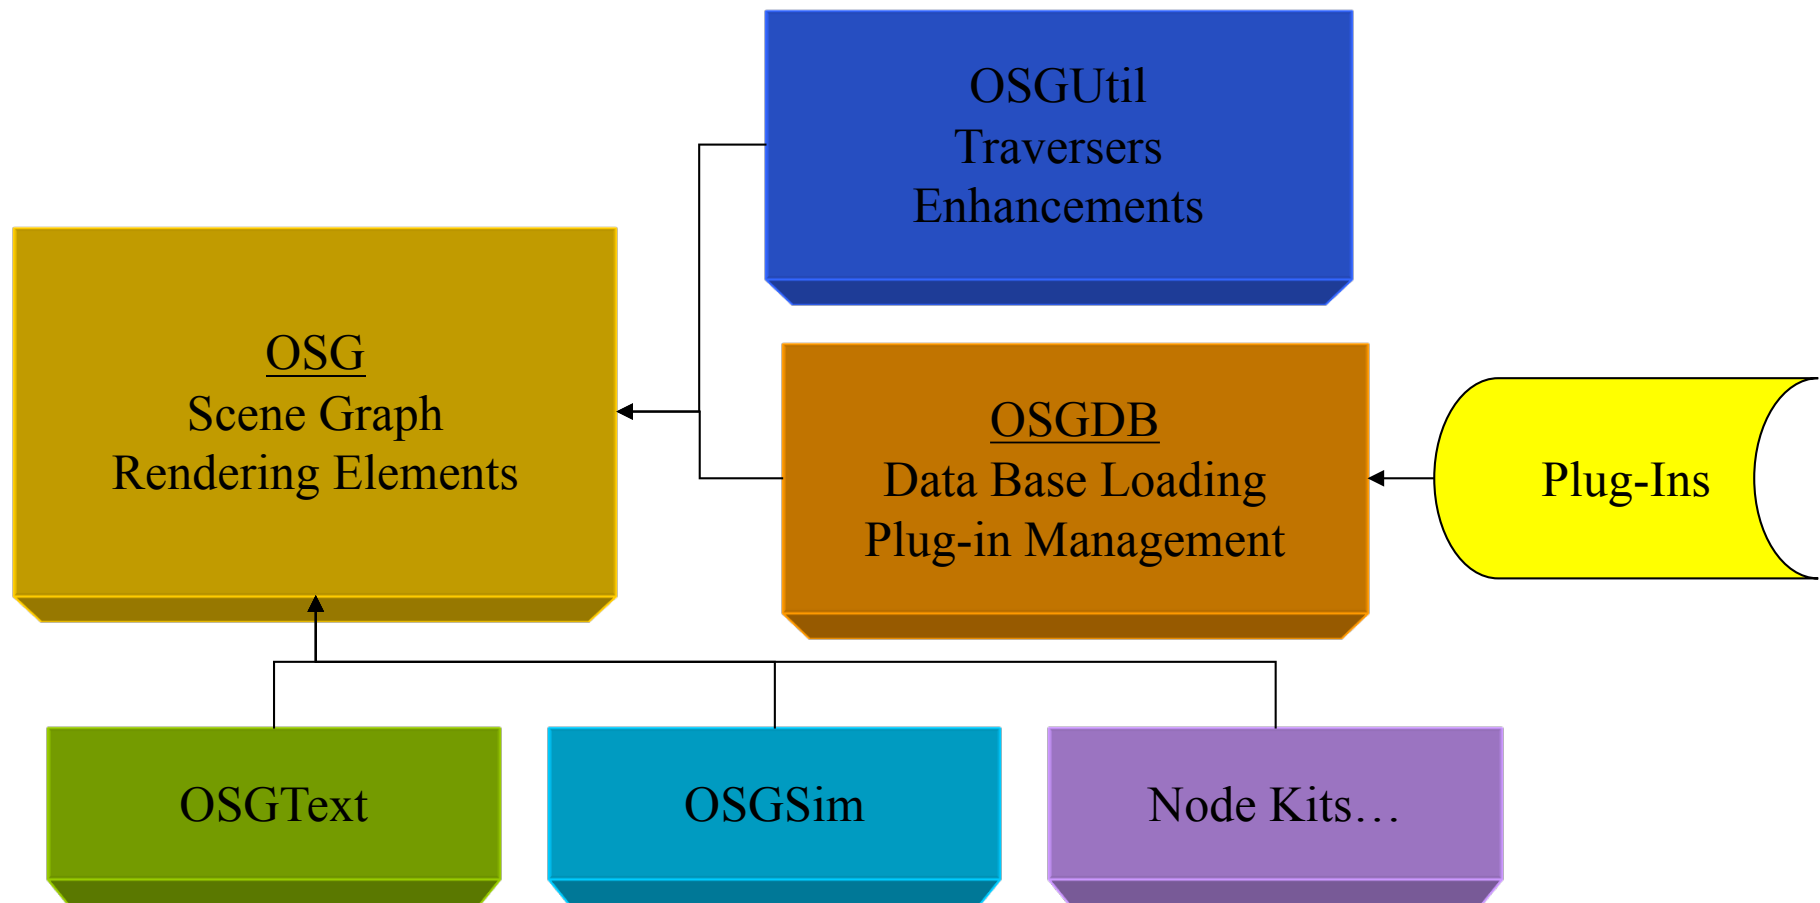 OSGUtil
Traversers
Enhancements
OSG
Scene Graph
Rendering Elements
OSGDB
Data Base Loading
Plug-in Management
Plug-Ins
OSGText
OSGSim
Node Kits…